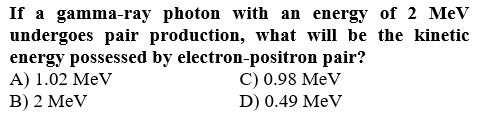 If a gamma-ray photon with an energy of 2 MeV
undergoes pair production, what will be the kinetic
energy possessed by electron-positron pair?
A) 1.02 MeV C) 0.98 MeV
B) 2 MeV D) 0.49 MeV